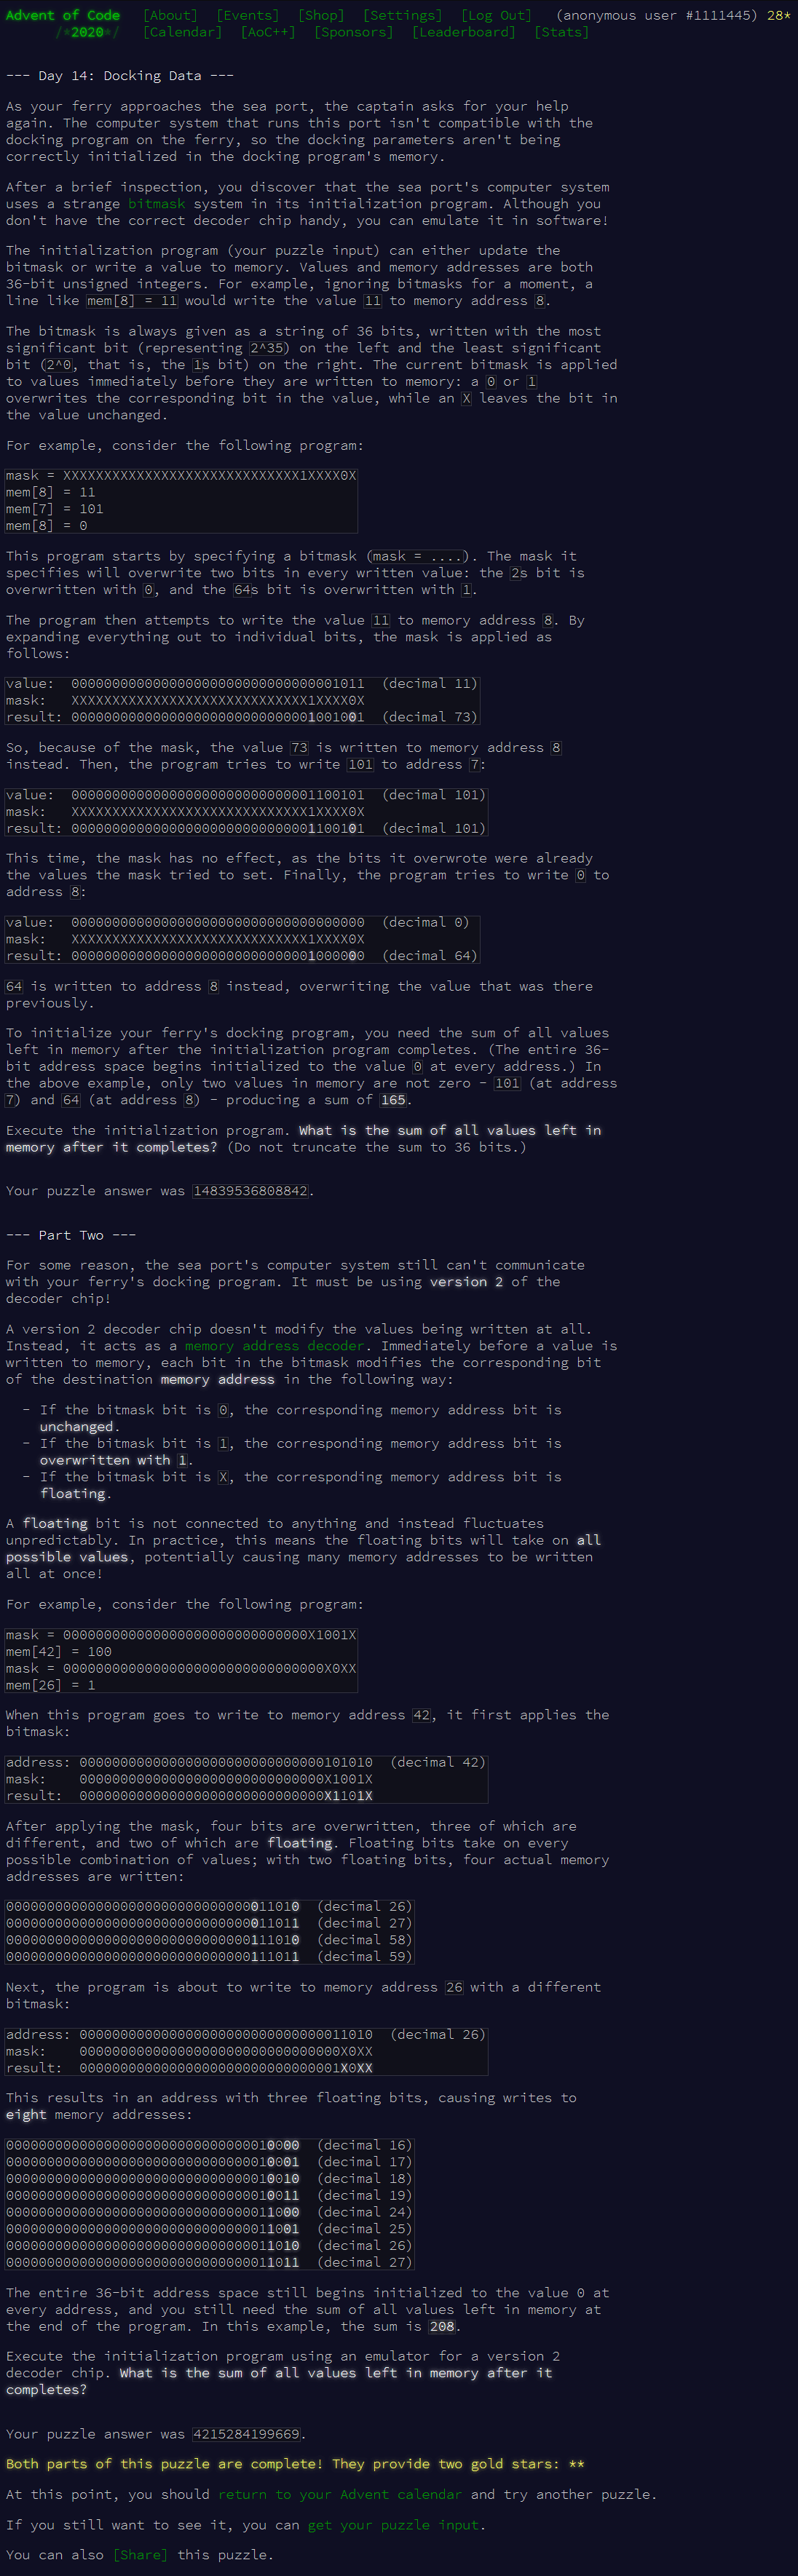 Advent of Code [About] [Events] [Shop] [Settings] [Log Out] (anonymous user #1111445) 28*
/*2020*/ [Calendar] [AoC++] [Sponsors] [Leaderboard] [Stats]
--- Day 14: Docking Data ---
As your ferry approaches the sea port, the captain asks for your help
again. The computer system that runs this port isn't compatible with the
docking program on the ferry, so the docking parameters aren't being
correctly initialized in the docking program's memory.
After a brief inspection, you discover that the sea port's computer system
uses a strange bitmask system in its initialization program. Although you
don't have the correct decoder chip handy, you can emulate it in software!
The initialization program (your puzzle input) can either update the
bitmask or write a value to memory. Values and memory addresses are both
36-bit unsigned integers. For example, ignoring bitmasks for a moment, a
line like mem[8] = 11 would write the value 11 to memory address 8.
The bitmask is always given as a string of 36 bits, written with the most
significant bit (representing 2^35) on the left and the least significant
bit (2^0, that is, the 1s bit) on the right. The current bitmask is applied
to values immediately before they are written to memory: a 0 or 1
overwrites the corresponding bit in the value, while an X leaves the bit in
the value unchanged.
For example, consider the following program:
mask = XXXXXXXXXXXXXXXXXXXXXXXXXXXXX1XXXX0X
mem[8] = 11
mem[7] = 101
mem[8] = 0
This program starts by specifying a bitmask (mask = ....). The mask it
specifies will overwrite two bits in every written value: the 2s bit is
overwritten with 0, and the 64s bit is overwritten with 1.
The program then attempts to write the value 11 to memory address 8. By
expanding everything out to individual bits, the mask is applied as
follows:
value:  000000000000000000000000000000001011  (decimal 11)
mask:   XXXXXXXXXXXXXXXXXXXXXXXXXXXXX1XXXX0X
result: 000000000000000000000000000001001001  (decimal 73)
So, because of the mask, the value 73 is written to memory address 8
instead. Then, the program tries to write 101 to address 7:
value:  000000000000000000000000000001100101  (decimal 101)
mask:   XXXXXXXXXXXXXXXXXXXXXXXXXXXXX1XXXX0X
result: 000000000000000000000000000001100101  (decimal 101)
This time, the mask has no effect, as the bits it overwrote were already
the values the mask tried to set. Finally, the program tries to write 0 to
address 8:
value:  000000000000000000000000000000000000  (decimal 0)
mask:   XXXXXXXXXXXXXXXXXXXXXXXXXXXXX1XXXX0X
result: 000000000000000000000000000001000000  (decimal 64)
64 is written to address 8 instead, overwriting the value that was there
previously.
To initialize your ferry's docking program, you need the sum of all values
left in memory after the initialization program completes. (The entire 36-
bit address space begins initialized to the value 0 at every address.) In
the above example, only two values in memory are not zero - 101 (at address
7) and 64 (at address 8) - producing a sum of 165.
Execute the initialization program. What is the sum of all values left in
memory after it completes? (Do not truncate the sum to 36 bits.)
Your puzzle answer was 14839536808842.
--- Part Two ---
For some reason, the sea port's computer system still can't communicate
with your ferry's docking program. It must be using version 2 of the
decoder chip!
A version 2 decoder chip doesn't modify the values being written at all.
Instead, it acts as a memory address decoder. Immediately before a value is
written to memory, each bit in the bitmask modifies the corresponding bit
of the destination memory address in the following way:
- If the bitmask bit is 0, the corresponding memory address bit is
unchanged.
- If the bitmask bit is 1, the corresponding memory address bit is
overwritten with 1.
- If the bitmask bit is X, the corresponding memory address bit is
floating.
A floating bit is not connected to anything and instead fluctuates
unpredictably. In practice, this means the floating bits will take on all
possible values, potentially causing many memory addresses to be written
all at once!
For example, consider the following program:
mask = 000000000000000000000000000000X1001X
mem[42] = 100
mask = 00000000000000000000000000000000X0XX
mem[26] = 1
When this program goes to write to memory address 42, it first applies the
bitmask:
address: 000000000000000000000000000000101010  (decimal 42)
mask:    000000000000000000000000000000X1001X
result:  000000000000000000000000000000X1101X
After applying the mask, four bits are overwritten, three of which are
different, and two of which are floating. Floating bits take on every
possible combination of values; with two floating bits, four actual memory
addresses are written:
000000000000000000000000000000011010  (decimal 26)
000000000000000000000000000000011011  (decimal 27)
000000000000000000000000000000111010  (decimal 58)
000000000000000000000000000000111011  (decimal 59)
Next, the program is about to write to memory address 26 with a different
bitmask:
address: 000000000000000000000000000000011010  (decimal 26)
mask:    00000000000000000000000000000000X0XX
result:  00000000000000000000000000000001X0XX
This results in an address with three floating bits, causing writes to
eight memory addresses:
000000000000000000000000000000010000  (decimal 16)
000000000000000000000000000000010001  (decimal 17)
000000000000000000000000000000010010  (decimal 18)
000000000000000000000000000000010011  (decimal 19)
000000000000000000000000000000011000  (decimal 24)
000000000000000000000000000000011001  (decimal 25)
000000000000000000000000000000011010  (decimal 26)
000000000000000000000000000000011011  (decimal 27)
The entire 36-bit address space still begins initialized to the value 0 at
every address, and you still need the sum of all values left in memory at
the end of the program. In this example, the sum is 208.
Execute the initialization program using an emulator for a version 2
decoder chip. What is the sum of all values left in memory after it
completes?
Your puzzle answer was 4215284199669.
Both parts of this puzzle are complete! They provide two gold stars: **
At this point, you should return to your Advent calendar and try another puzzle.
If you still want to see it, you can get your puzzle input.
You can also [Share] this puzzle.